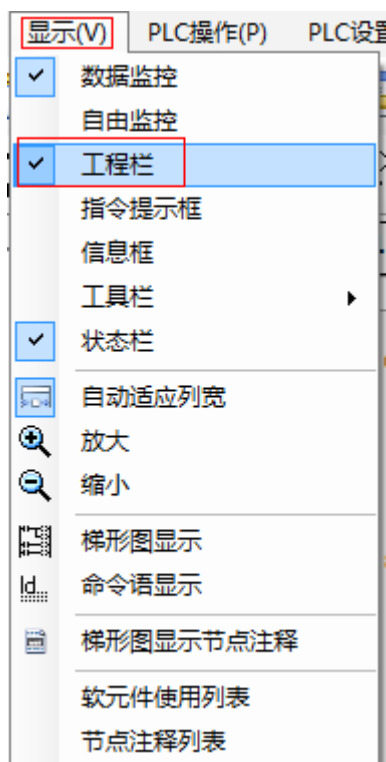 显示(V) PLC操作(P) PLC设
数据监控
自由监控
工程栏
指令提示框
信息框
工具栏
状态栏
自动适应列宽
放大
缩小
梯形图显示
ld... 命令语显示
梯形图显示节点注释
软元件使用列表
节点注释列表